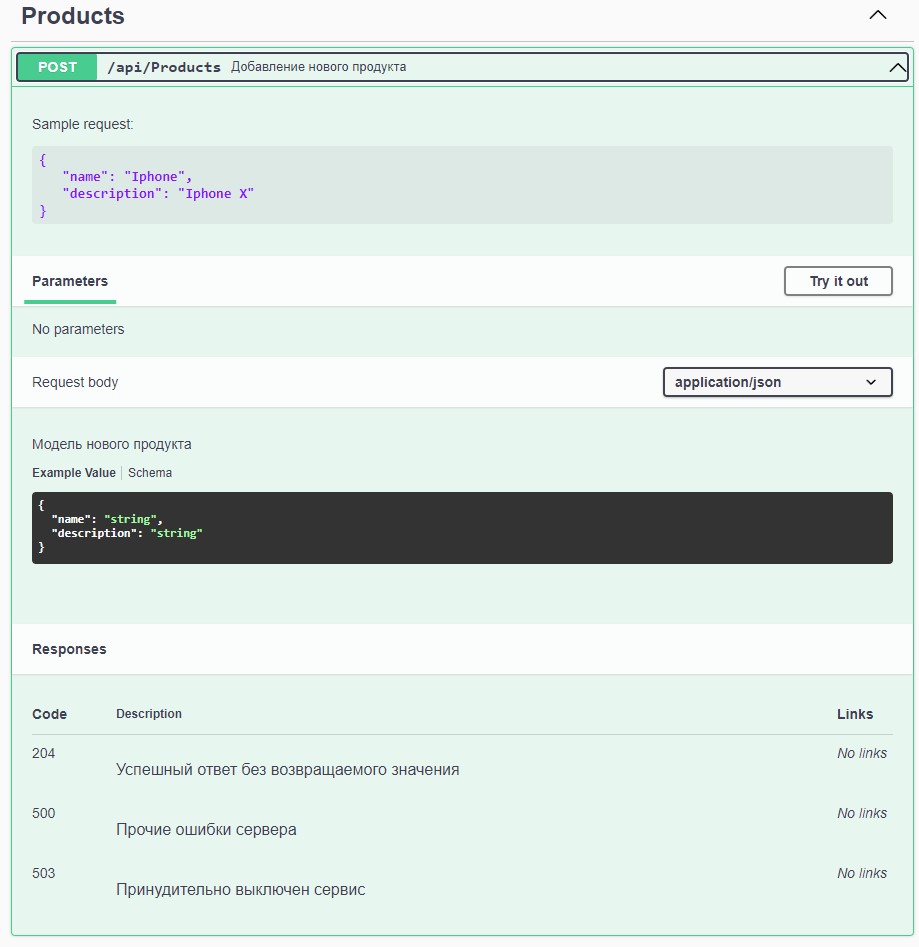 Products
POST /api/Products Добавление нового продукта
Sample request:
{
"name": "Iphone",
"description": "Iphone X"
}
Parameters Try it out
No parameters
Request body application/json
Модель нового продукта
Example Value Schema
{
"name": "string",
"description": "string"
}
Responses
Code Description Links
204 No links
Успешный ответ без возвращаемого значения
500 No links
Прочие ошибки сервера
503 No links
Принудительно выключен сервис